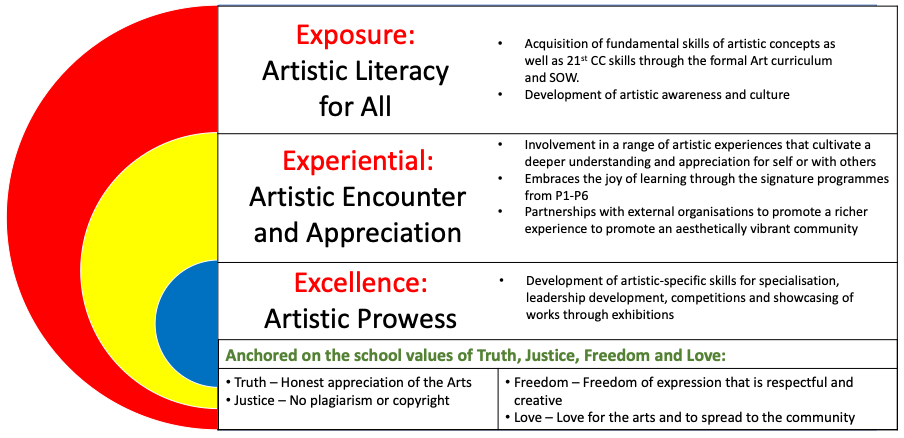 Exposure:
Artistic Literacy
for All
• Acquisition of fundamental skills of artistic concepts as
well as 21st CC skills through the formal Art curriculum
and SOW.
• Development of artistic awareness and culture
Experiential:
Artistic Encounter
and Appreciation
• Involvement in a range of artistic experiences that cultivate a
deeper understanding and appreciation for self or with others
• Embraces the joy of learning through the signature programmes
from P1-P6
• Partnerships with external organisations to promote a richer
experience to promote an aesthetically vibrant community
Excellence:
Artistic Prowess
• Development of artistic-specific skills for specialisation,
leadership development, competitions and showcasing of
works through exhibitions
Anchored on the school values of Truth, Justice, Freedom and Love:
• Truth – Honest appreciation of the Arts
• Justice – No plagiarism or copyright
• Freedom – Freedom of expression that is respectful and
creative
• Love – Love for the arts and to spread to the community